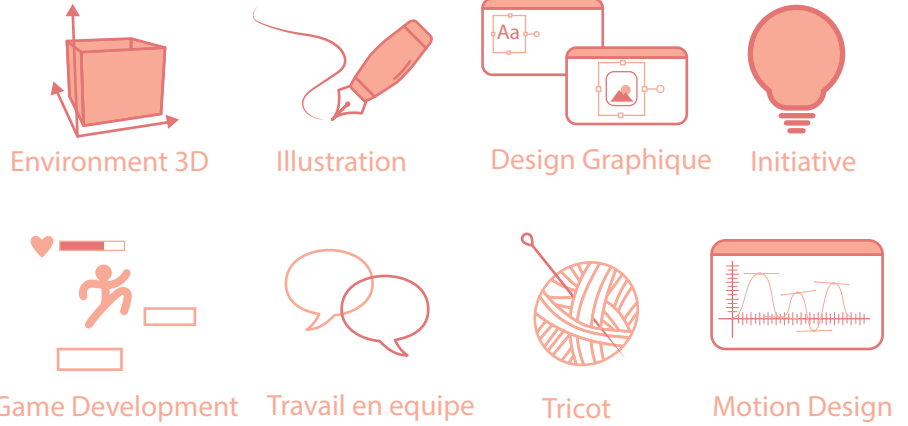 Aa
Environment 3D
Illustration
Design Graphique
Initiative
Game Development
Travail en equipe
Tricot
Motion Design